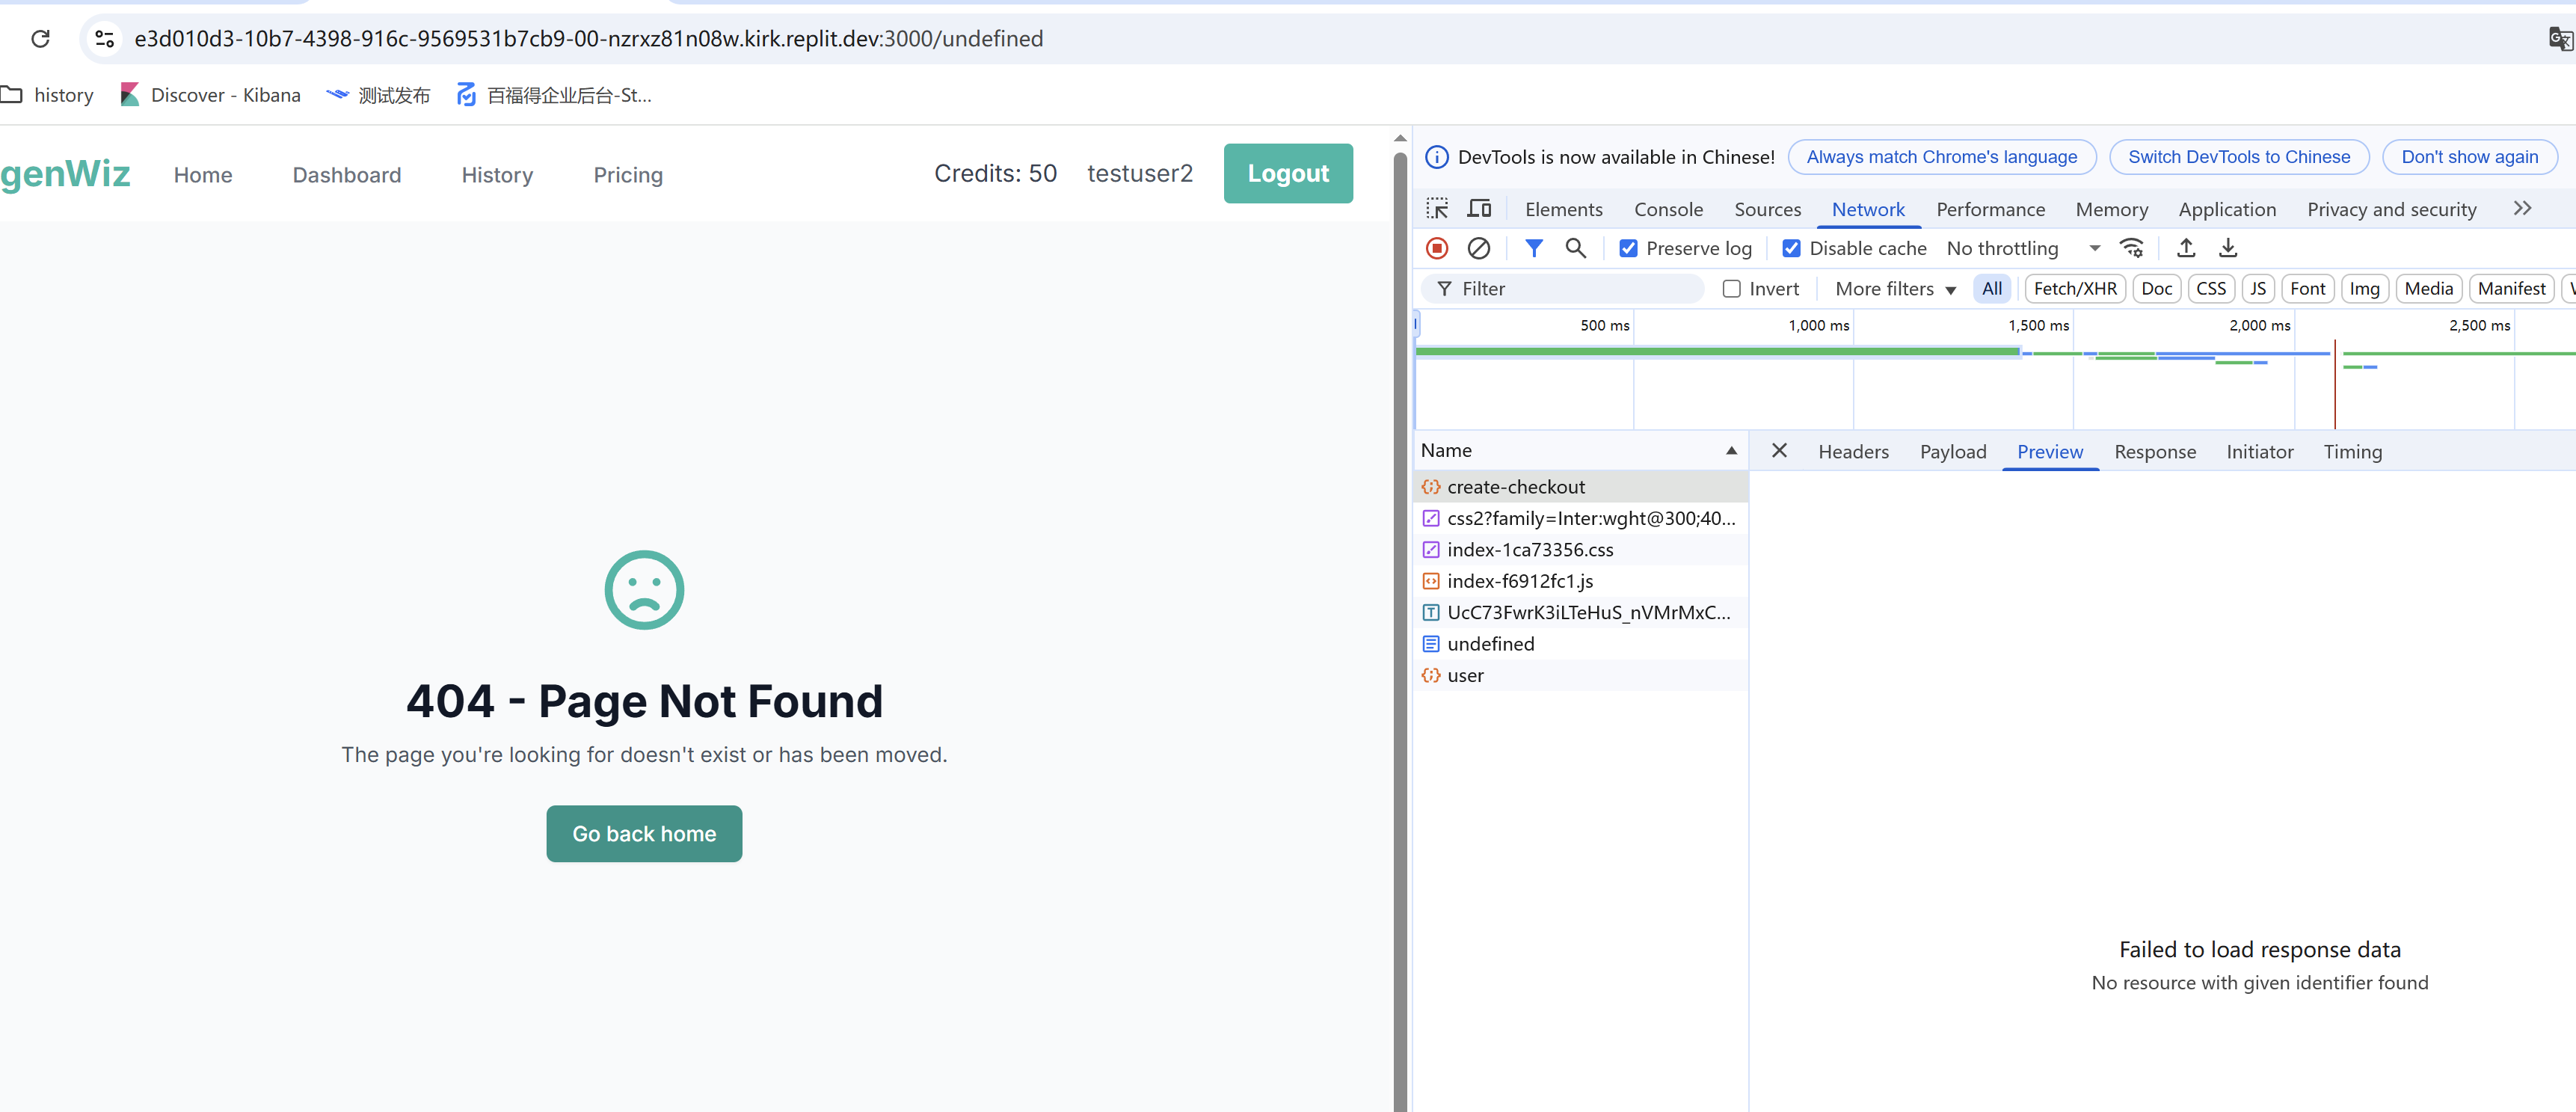 e3d010d3-10b7-4398-916c-9569531b7cb9-00-nzrxz81n08w.kirk.replit.dev:3000/undefined
history
Discover - Kibana
测试发布
百福得企业后台-St...
genWiz
Home
Dashboard
History
Pricing
Credits: 50
testuser2
Logout
404 - Page Not Found
The page you're looking for doesn't exist or has been moved.
Go back home
DevTools is now available in Chinese!
Always match Chrome's language
Switch DevTools to Chinese
Don't show again
Elements
Console
Sources
Network
Performance
Memory
Application
Privacy and security
Preserve log
Disable cache
No throttling
Filter
Invert
More filters
All
Fetch/XHR
Doc
CSS
JS
Font
Img
Media
Manifest
500 ms
1,000 ms
1,500 ms
2,000 ms
2,500 ms
Name
Headers
Payload
Preview
Response
Initiator
Timing
create-checkout
css2?family=Inter:wght@300;40...
index-1ca73356.css
index-f6912fc1.js
UcC73FwrK3iLTeHuS_nVMrMxC...
undefined
user
Failed to load response data
No resource with given identifier found